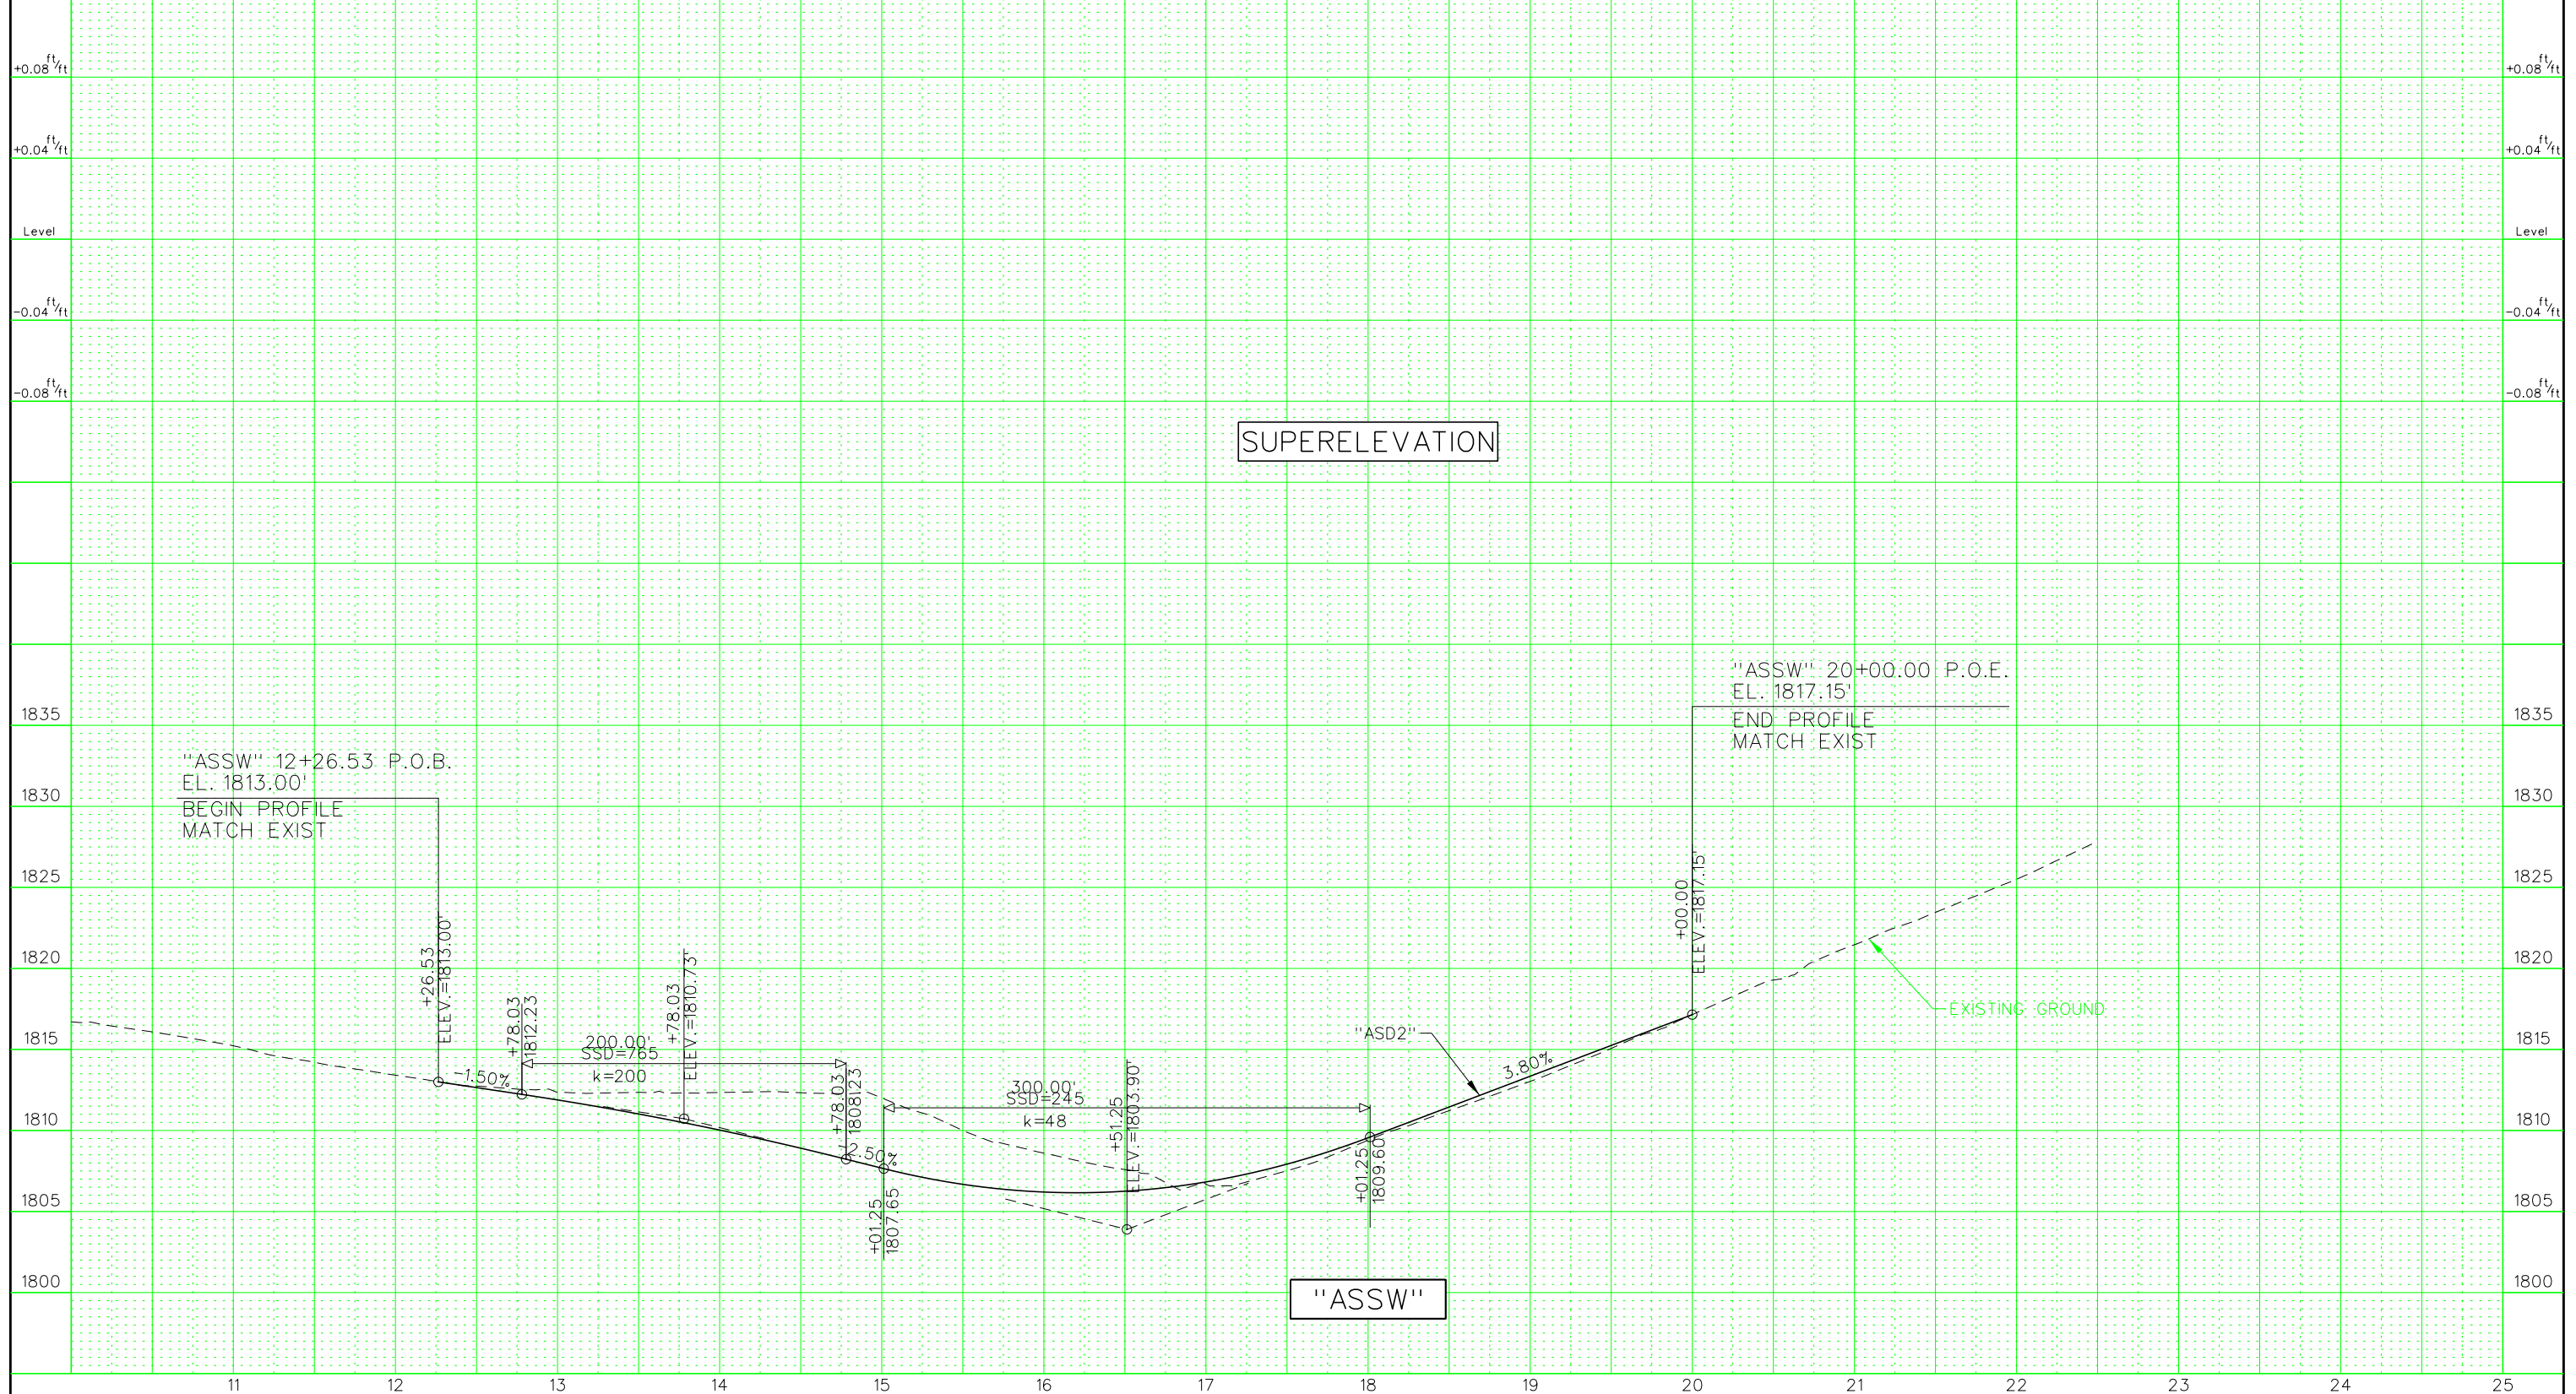 +0.08 ft/ft
+0.08 ft/ft
+0.04 ft/ft
+0.04 ft/ft
Level
Level
-0.04 ft/ft
-0.04 ft/ft
-0.08 ft/ft
-0.08 ft/ft
SUPERELEVATION
"ASSW" 20+00.00 P.O.E.
EL. 1817.15'
END PROFILE
MATCH EXIST
1835
1835
"ASSW" 12+26.53 P.O.B.
EL. 1813.00'
BEGIN PROFILE
MATCH EXIST
1830
1830
1825
1825
+00.00
ELEV.=1817.15'
+26.53
ELEV.=1813.00'
1820
1820
+78.03
1812.23
+78.03
ELEV.=1810.73'
EXISTING GROUND
1815
1815
200.00'
SSD=765
k=200
"ASD2"
1.50%
3.80%
+78.03
1808.23
300.00'
SSD=245
k=48
+51.25
ELEV.=1803.90'
1810
1810
2.50%
+01.25
1809.60
+01.25
1807.65
1805
1805
1800
1800
"ASSW"
11
12
13
14
15
16
17
18
19
20
21
22
23
24
25